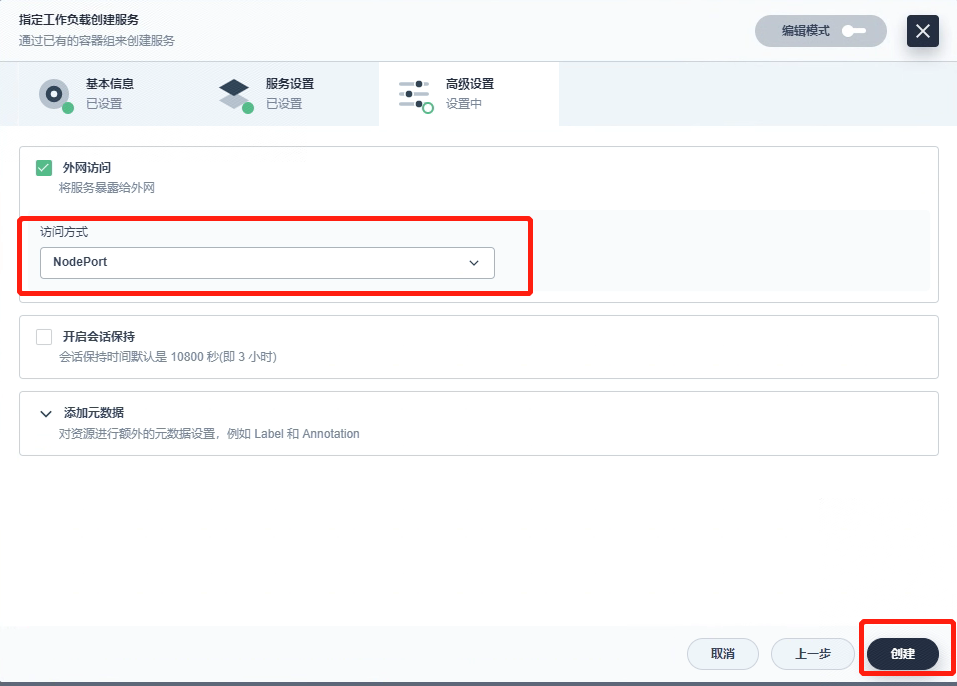 指定工作负载创建服务
通过已有的容器组来创建服务
编辑模式
基本信息
已设置
服务设置
已设置
高级设置
设置中
外网访问
将服务暴露给外网
访问方式
NodePort
开启会话保持
会话保持时间默认是 10800 秒(即 3 小时)
添加元数据
对资源进行额外的元数据设置，例如 Label 和 Annotation
取消
上一步
创建